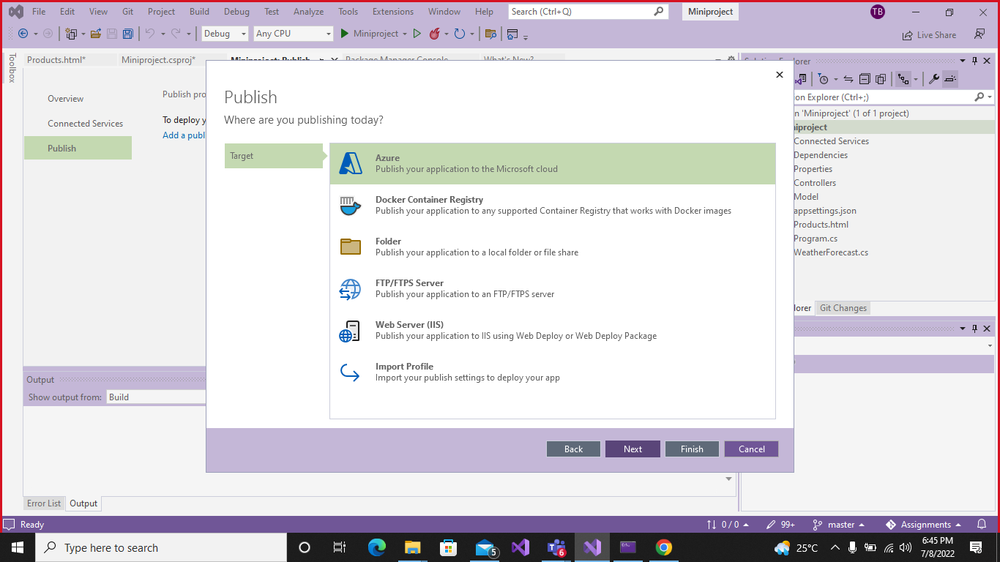 File Edit View Git Project Build Debug Test Analyze Tools Extensions Window Help Search (Ctrl+Q) Miniproject TB
Debug Any CPU Miniproject Live Share
Toolbox
Products.html* Miniproject.csproj* Miniproject: Publish Package Manager Console What's New?
Solution Explorer
Overview
Connected Services
Publish
Publish pro
To deploy y
Add a publ
Publish
Where are you publishing today?
Target
Azure
Publish your application to the Microsoft cloud
Docker Container Registry
Publish your application to any supported Container Registry that works with Docker images
Folder
Publish your application to a local folder or file share
FTP/FTPS Server
Publish your application to an FTP/FTPS server
Web Server (IIS)
Publish your application to IIS using Web Deploy or Web Deploy Package
Import Profile
Import your publish settings to deploy your app
Back Next Finish Cancel
ion Explorer (Ctrl+;)
n 'Miniproject' (1 of 1 project)
niproject
Connected Services
Dependencies
Properties
Controllers
Model
appsettings.json
Products.html
Program.cs
WeatherForecast.cs
lorer Git Changes
Output
Show output from: Build
Error List Output
Ready 0 / 0 99+ master Assignments
Type here to search 5 6 25°C 6:45 PM
7/8/2022